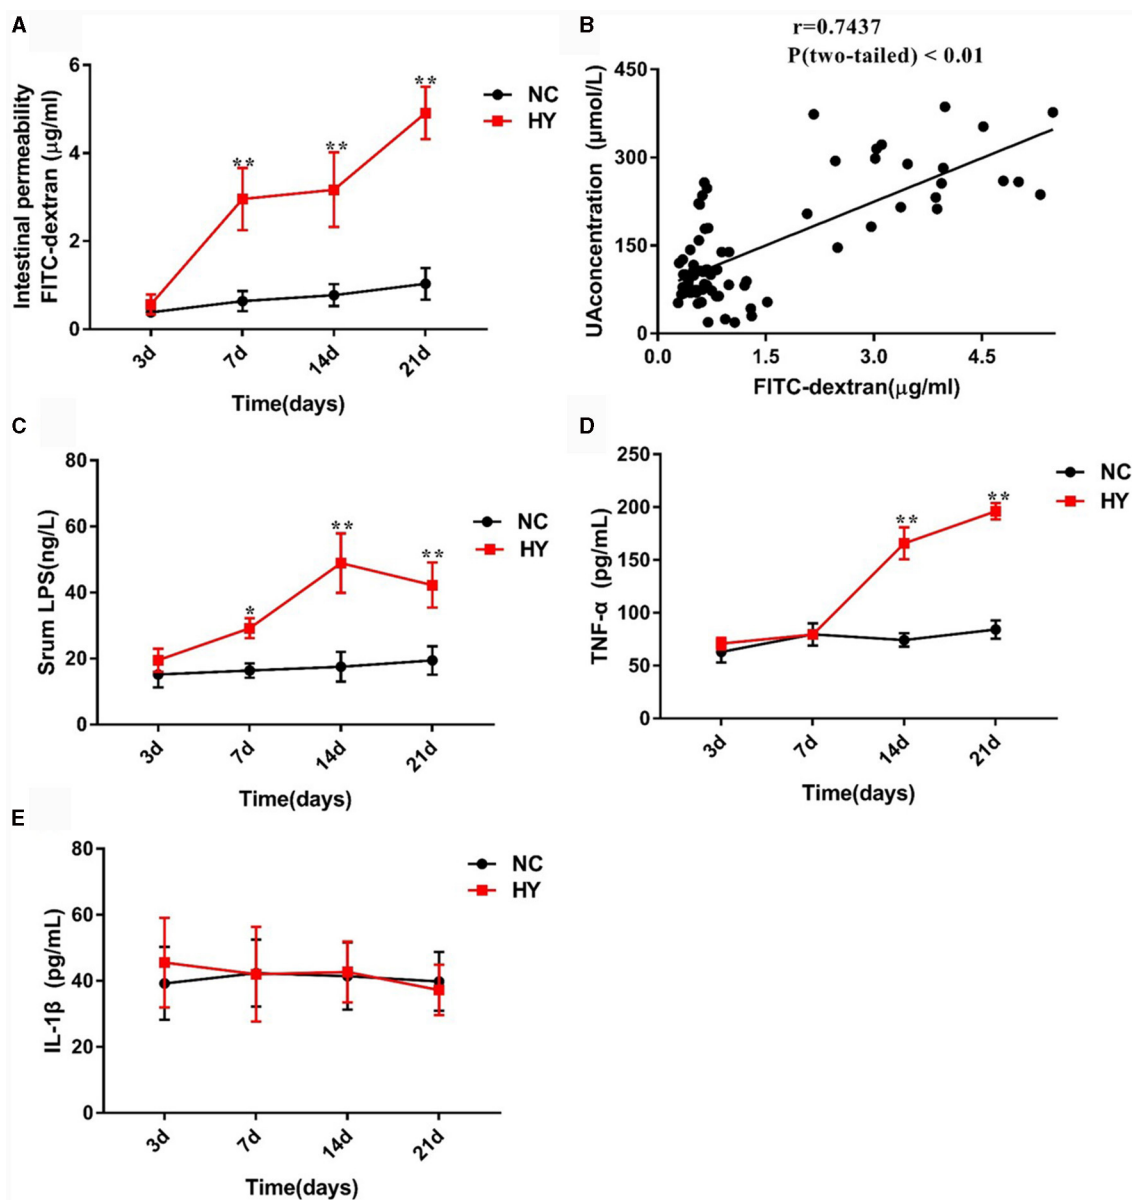 A
Intestinal permeability
FITC-dextran (μg/ml)
6
4
2
0
**
**
**
NC
HY
3d
7d
14d
21d
Time(days)
B
r=0.7437
P(two-tailed) < 0.01
UAconcentration (μmol/L)
450
300
150
0
0.0
1.5
3.0
4.5
FITC-dextran(μg/ml)
C
Srum LPS(ng/L)
80
60
40
20
0
*
**
**
NC
HY
3d
7d
14d
21d
Time(days)
D
TNF-α (pg/mL)
250
200
150
100
50
0
**
**
NC
HY
3d
7d
14d
21d
Time(days)
E
IL-1β (pg/mL)
80
60
40
20
0
NC
HY
3d
7d
14d
21d
Time(days)